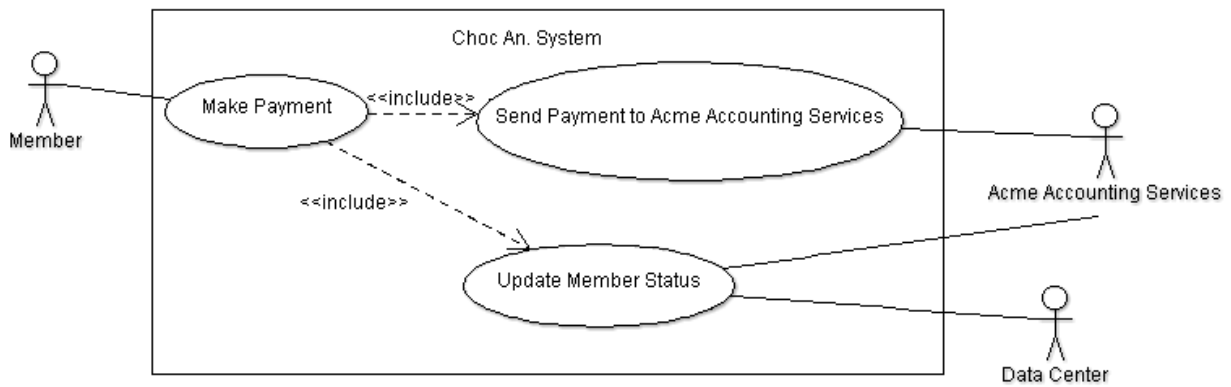 Choc An. System
Member
Make Payment
<<include>>
Send Payment to Acme Accounting Services
Acme Accounting Services
<<include>>
Update Member Status
Data Center